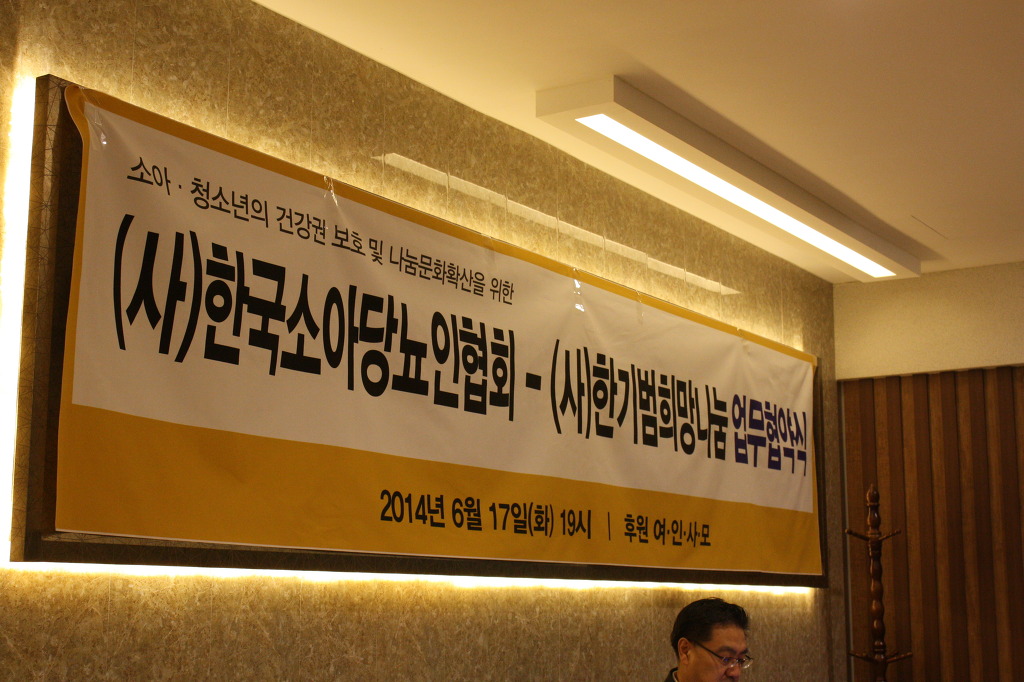 소아·청소년의 건강권 보호 및 나눔문화확산을 위한
(사)한국소아당뇨인협회 - (사)한기범희망나눔 업무협약식
2014년 6월 17일(화) 19시 | 후원 여·인·사·모